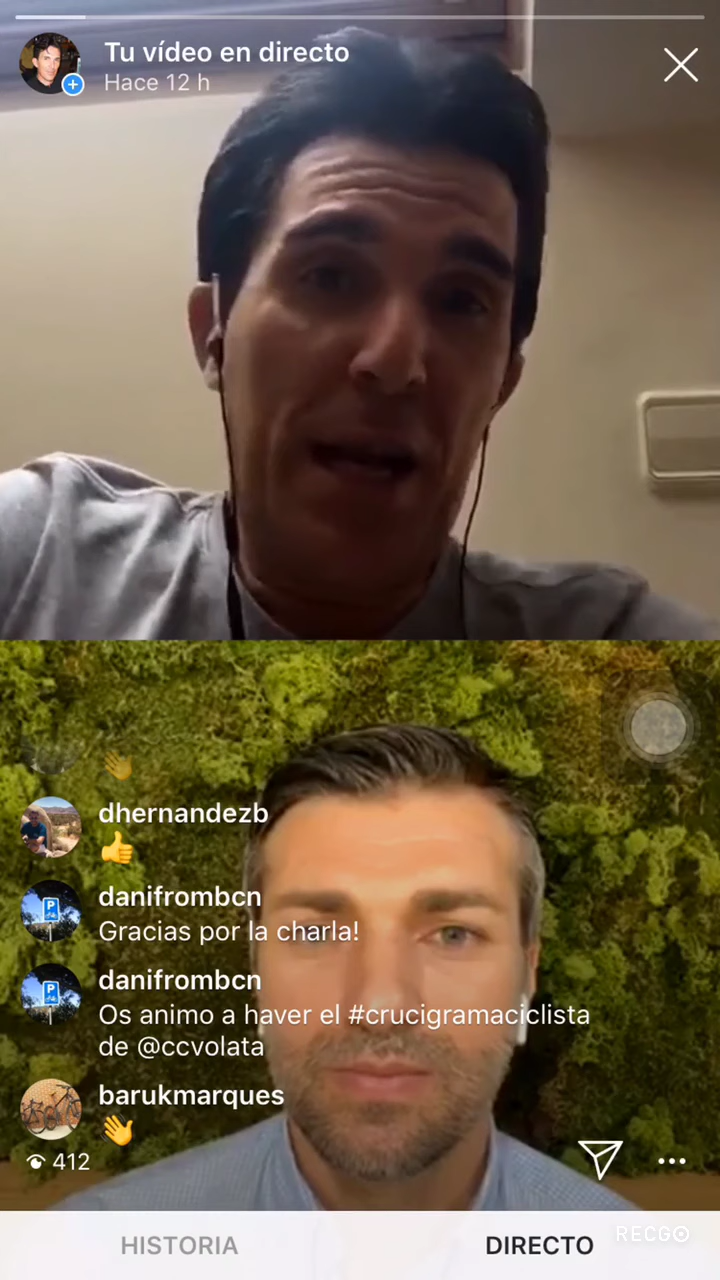 Tu vídeo en directo
Hace 12 h
dhernandezb
danifrombcn
Gracias por la charla!
danifrombcn
Os animo a haver el #crucigramaciclista
de @ccvolata
barukmarques
412
HISTORIA
DIRECTO
RECGO